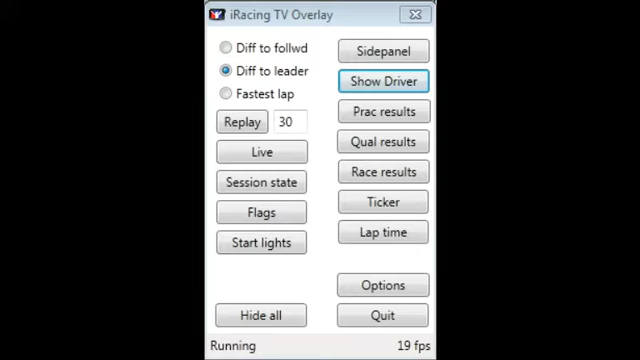 iRacing TV Overlay
Diff to follwd
Sidepanel
Diff to leader
Show Driver
Fastest lap
Prac results
Replay 30
Qual results
Live
Race results
Session state
Ticker
Flags
Lap time
Start lights
Options
Hide all
Quit
Running 19 fps